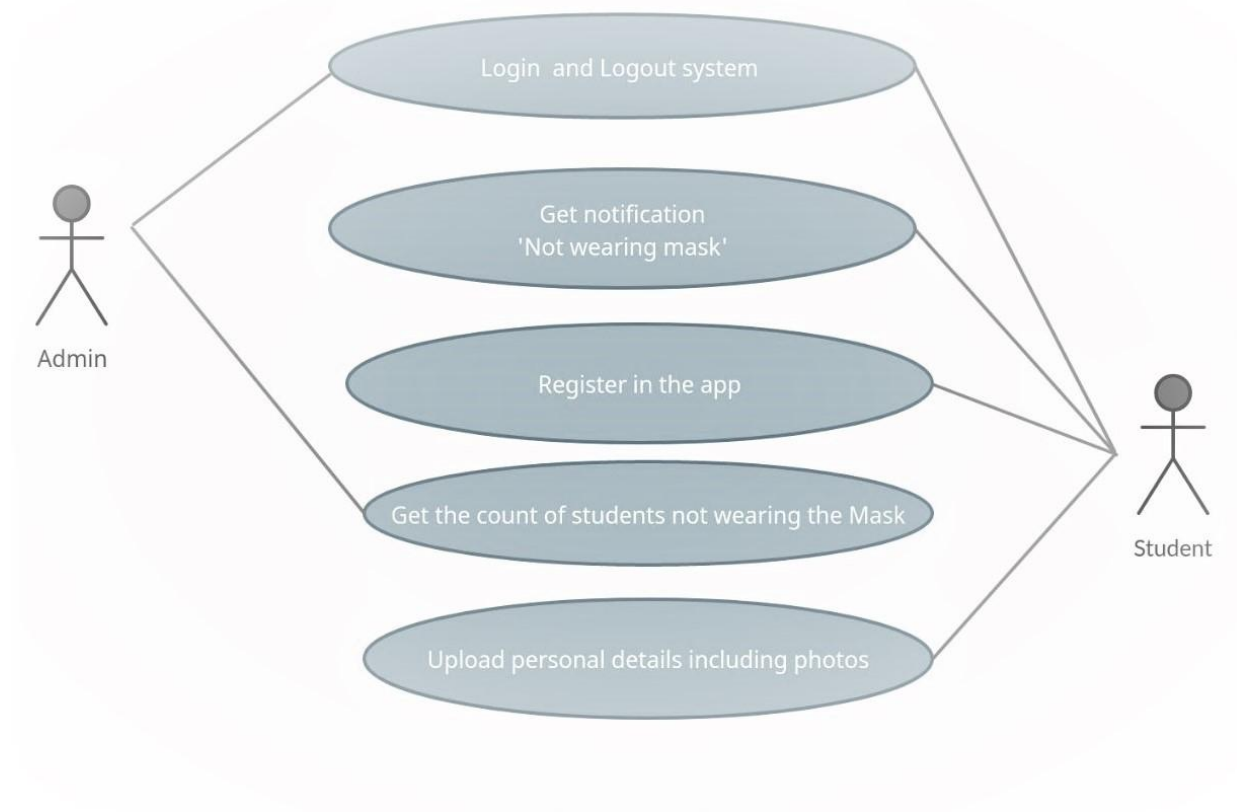 Login  and Logout system
Get notification
'Not wearing mask'
Admin
Register in the app
Get the count of students not wearing the Mask
Student
Upload personal details including photos